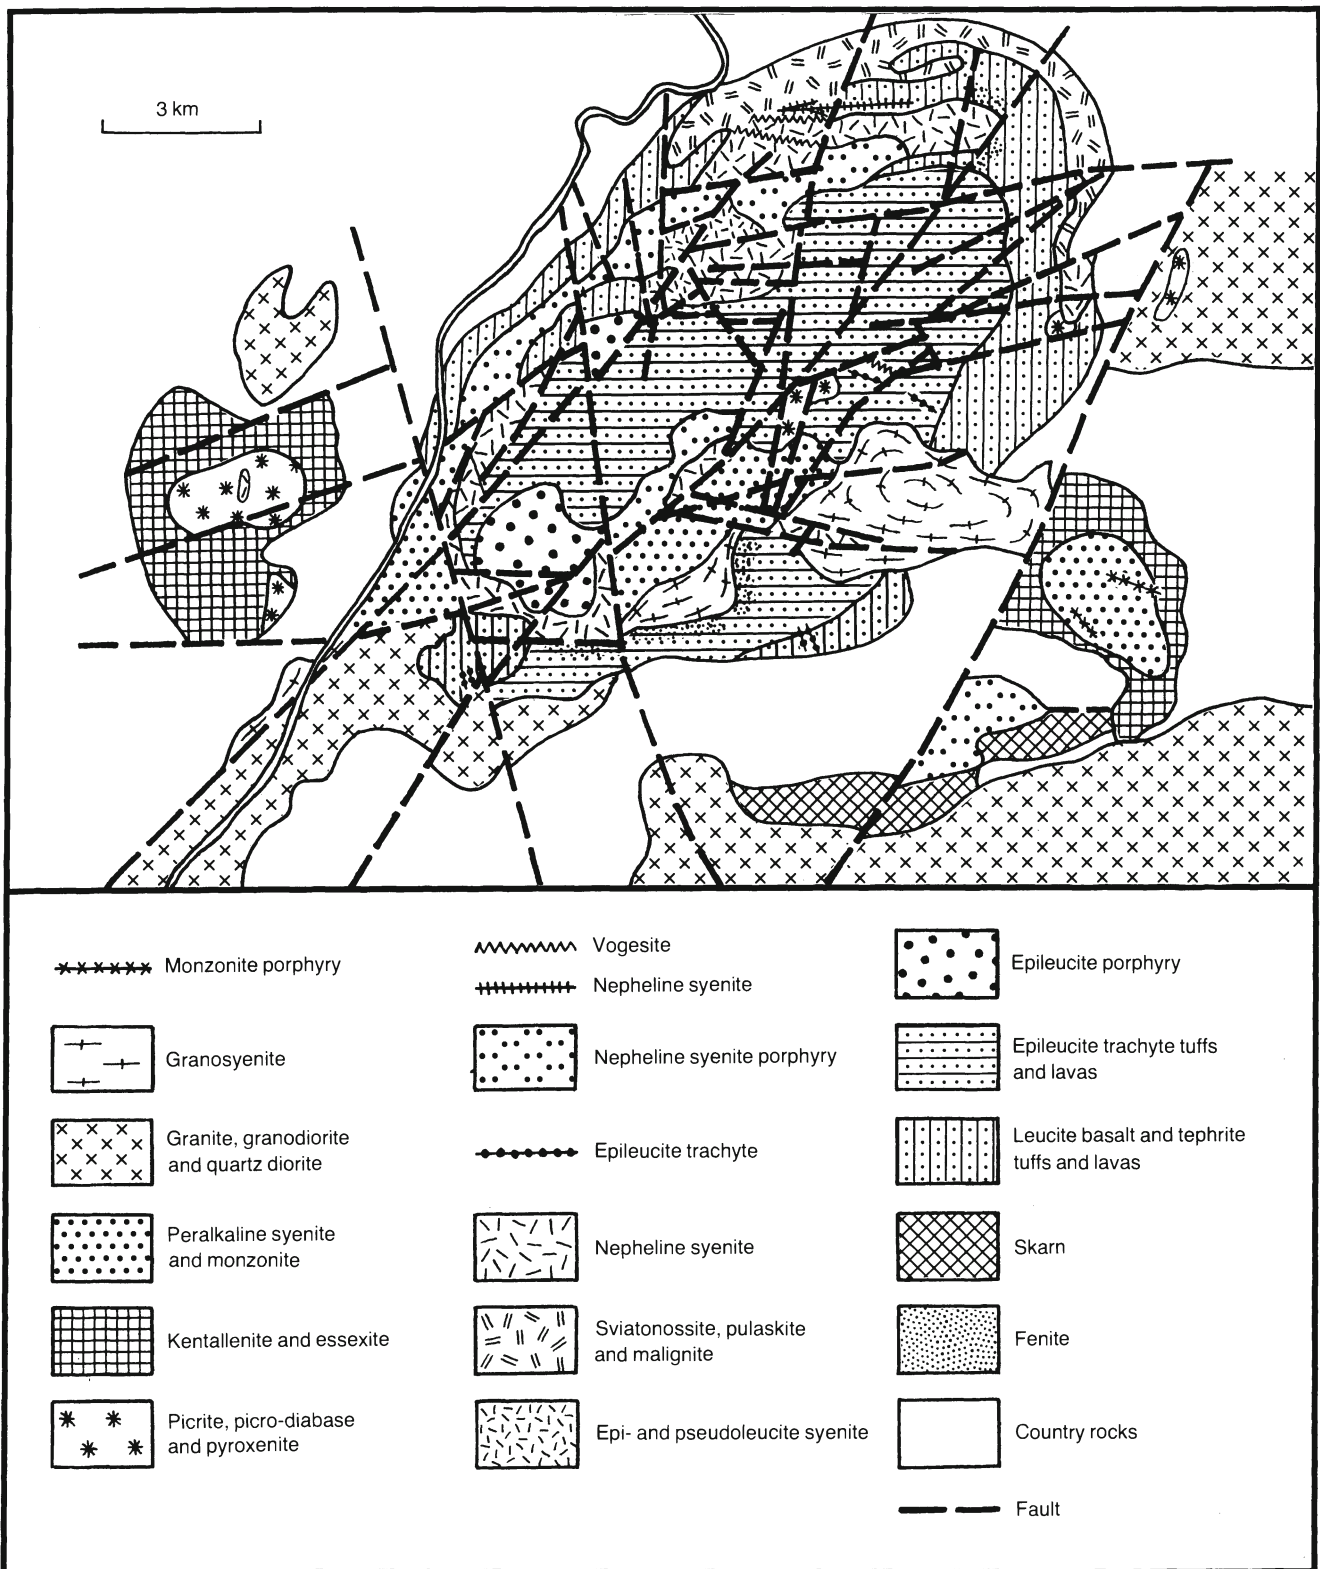 3 km
Monzonite porphyry
Granosyenite
Granite, granodiorite
and quartz diorite
Peralkaline syenite
and monzonite
Kentallenite and essexite
Picrite, picro-diabase
and pyroxenite
Vogesite
Nepheline syenite
Nepheline syenite porphyry
Epileucite trachyte
Nepheline syenite
Sviatonossite, pulaskite
and malignite
Epi- and pseudoleucite syenite
Epileucite porphyry
Epileucite trachyte tuffs
and lavas
Leucite basalt and tephrite
tuffs and lavas
Skarn
Fenite
Country rocks
Fault